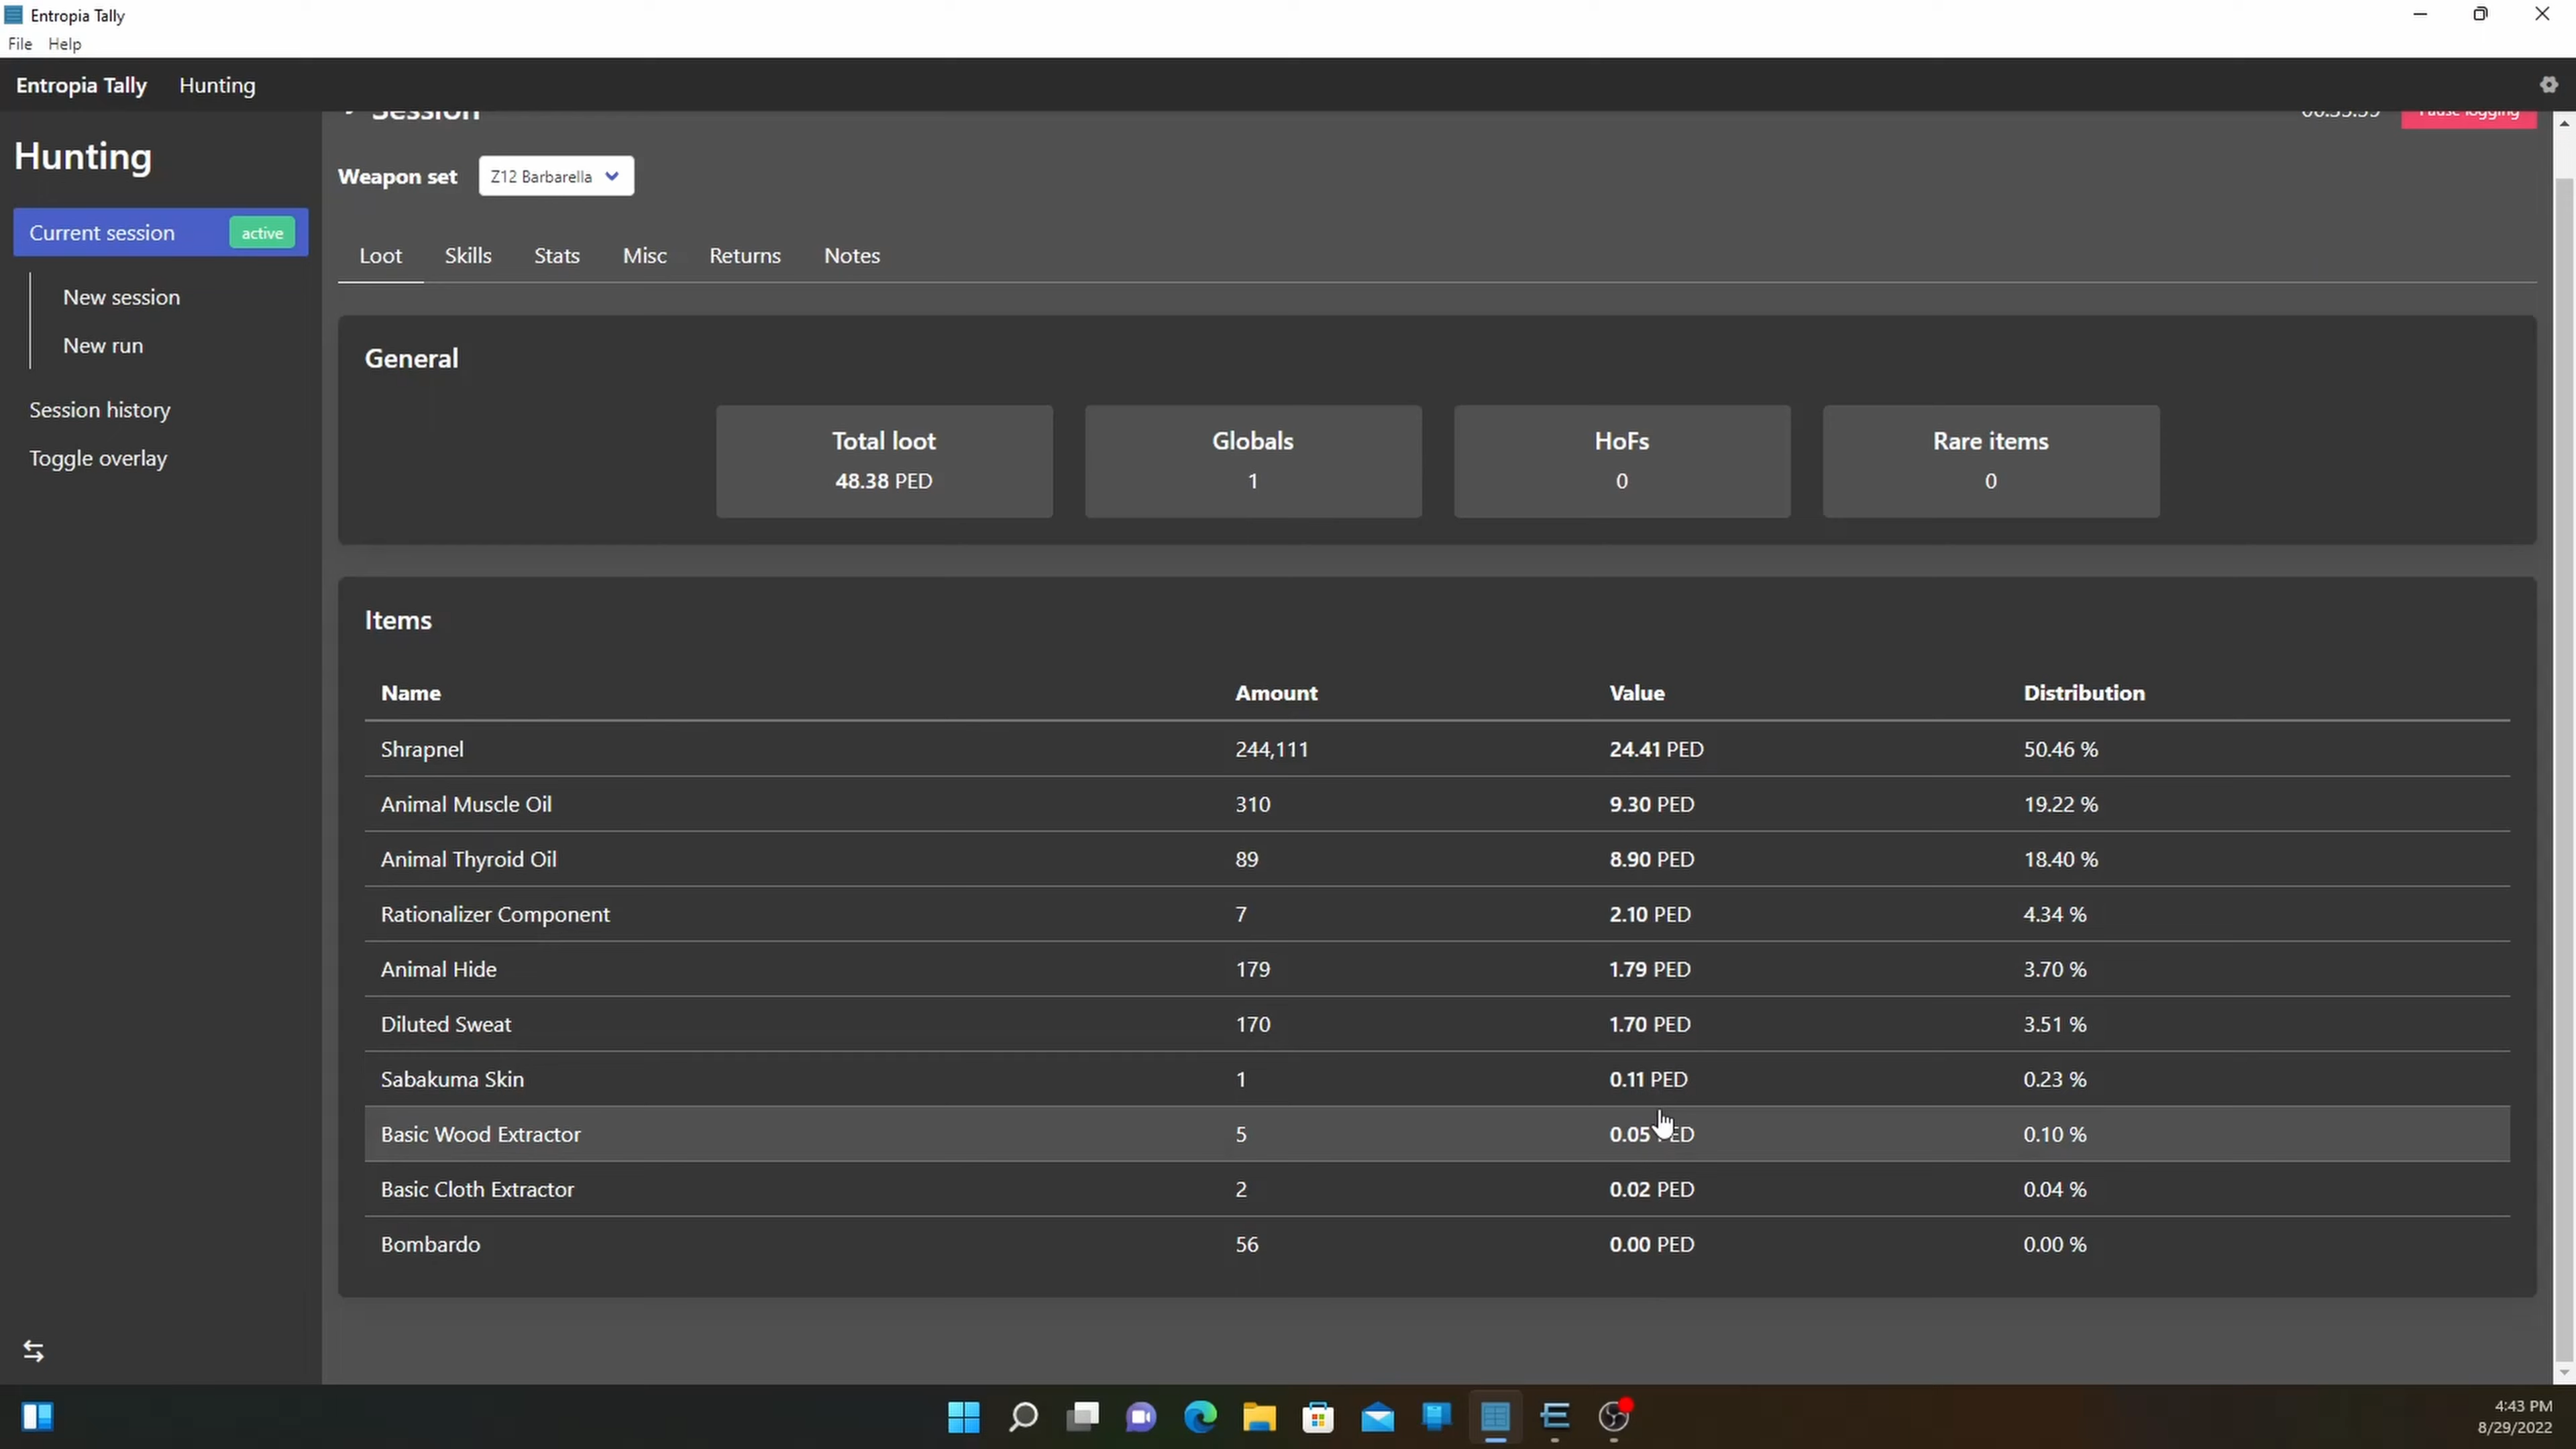 Entropia Tally
File Help
Entropia Tally Hunting
Session
Hunting
Weapon set Z12 Barbarella
Current session active
Loot Skills Stats Misc Returns Notes
New session
New run
Session history
Toggle overlay
General
Total loot Globals HoFs Rare items
48.38 PED 1 0 0
Items
Name Amount Value Distribution
Shrapnel 244,111 24.41 PED 50.46 %
Animal Muscle Oil 310 9.30 PED 19.22 %
Animal Thyroid Oil 89 8.90 PED 18.40 %
Rationalizer Component 7 2.10 PED 4.34 %
Animal Hide 179 1.79 PED 3.70 %
Diluted Sweat 170 1.70 PED 3.51 %
Sabakuma Skin 1 0.11 PED 0.23 %
Basic Wood Extractor 5 0.05 PED 0.10 %
Basic Cloth Extractor 2 0.02 PED 0.04 %
Bombardo 56 0.00 PED 0.00 %
4:43 PM
8/29/2022